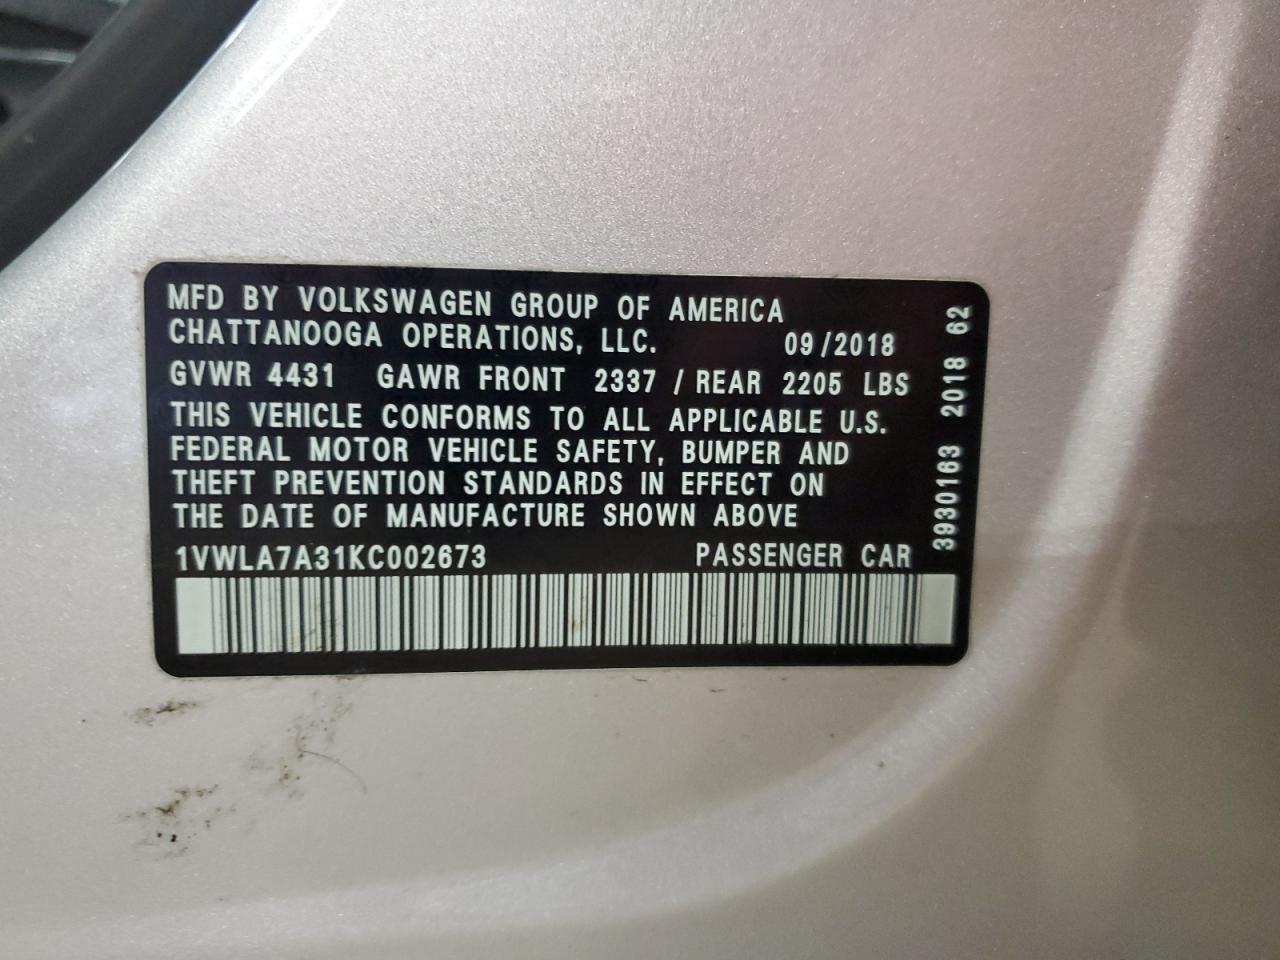 MFD BY VOLKSWAGEN GROUP OF AMERICA
CHATTANOOGA OPERATIONS, LLC. 09/2018
GVWR 4431 GAWR FRONT 2337 / REAR 2205 LBS
THIS VEHICLE CONFORMS TO ALL APPLICABLE U.S.
FEDERAL MOTOR VEHICLE SAFETY, BUMPER AND
THEFT PREVENTION STANDARDS IN EFFECT ON
THE DATE OF MANUFACTURE SHOWN ABOVE
1VWLA7A31KC002673 PASSENGER CAR
3930163 2018 62